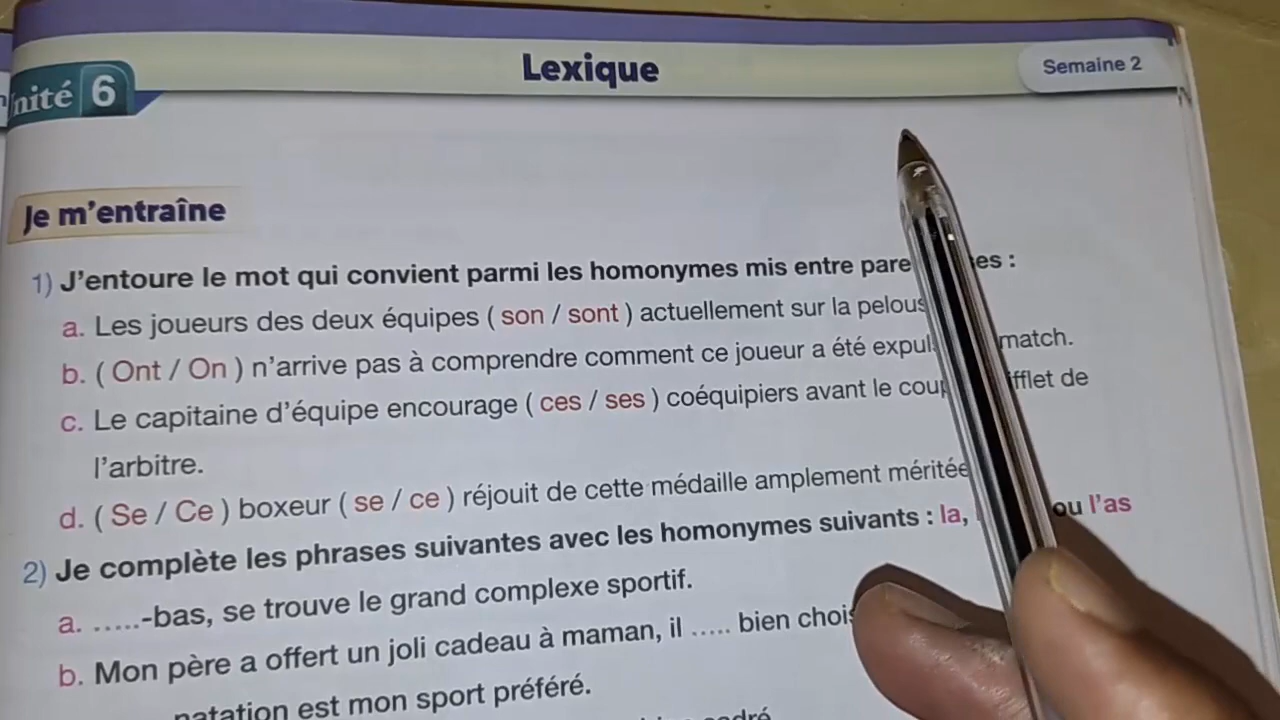 Lexique
Semaine 2
nité 6
Je m'entraîne
1) J'entoure le mot qui convient parmi les homonymes mis entre pare es :
a. Les joueurs des deux équipes ( son / sont ) actuellement sur la pelous
b. ( Ont / On ) n'arrive pas à comprendre comment ce joueur a été expul match.
c. Le capitaine d'équipe encourage ( ces / ses ) coéquipiers avant le coup ifflet de
l'arbitre.
d. ( Se / Ce ) boxeur ( se / ce ) réjouit de cette médaille amplement méritée
2) Je complète les phrases suivantes avec les homonymes suivants : la, ou l'as
a. .....-bas, se trouve le grand complexe sportif.
b. Mon père a offert un joli cadeau à maman, il ..... bien chois
natation est mon sport préféré.